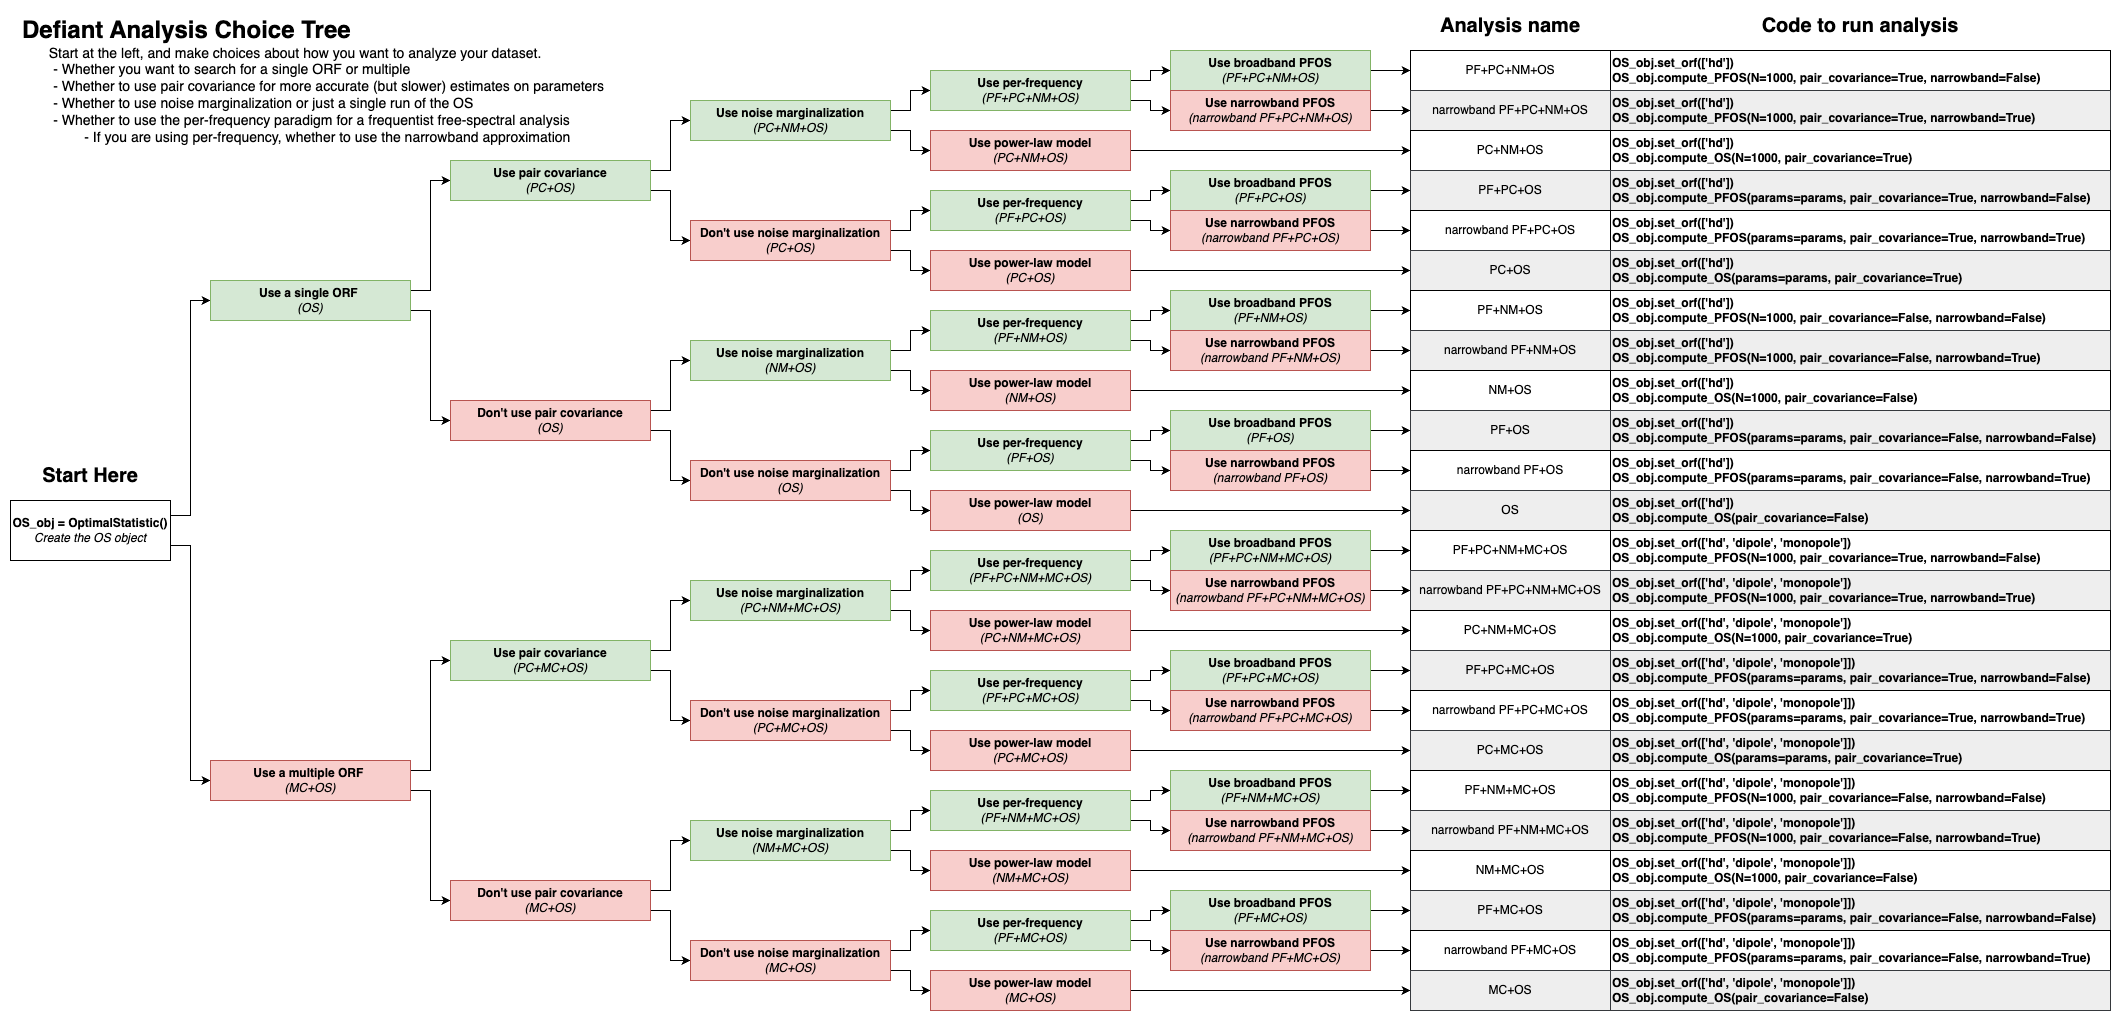 Defiant Analysis Choice Tree
Start at the left, and make choices about how you want to analyze your dataset.
- Whether you want to search for a single ORF or multiple
- Whether to use pair covariance for more accurate (but slower) estimates on parameters
- Whether to use noise marginalization or just a single run of the OS
- Whether to use the per-frequency paradigm for a frequentist free-spectral analysis
- If you are using per-frequency, whether to use the narrowband approximation
Start Here
OS_obj = OptimalStatistic()
Create the OS object
Use a single ORF
(OS)
Use a multiple ORF
(MC+OS)
Use pair covariance
(PC+OS)
Don't use pair covariance
(OS)
Use pair covariance
(PC+MC+OS)
Don't use pair covariance
(MC+OS)
Use noise marginalization
(PC+NM+OS)
Don't use noise marginalization
(PC+OS)
Use noise marginalization
(NM+OS)
Don't use noise marginalization
(OS)
Use noise marginalization
(PC+NM+MC+OS)
Don't use noise marginalization
(PC+MC+OS)
Use noise marginalization
(NM+MC+OS)
Don't use noise marginalization
(MC+OS)
Use per-frequency
(PF+PC+NM+OS)
Use power-law model
(PC+NM+OS)
Use per-frequency
(PF+PC+OS)
Use power-law model
(PC+OS)
Use per-frequency
(PF+NM+OS)
Use power-law model
(NM+OS)
Use per-frequency
(PF+OS)
Use power-law model
(OS)
Use per-frequency
(PF+PC+NM+MC+OS)
Use power-law model
(PC+NM+MC+OS)
Use per-frequency
(PF+PC+MC+OS)
Use power-law model
(PC+MC+OS)
Use per-frequency
(PF+NM+MC+OS)
Use power-law model
(NM+MC+OS)
Use per-frequency
(PF+MC+OS)
Use power-law model
(MC+OS)
Use broadband PFOS
(PF+PC+NM+OS)
Use narrowband PFOS
(narrowband PF+PC+NM+OS)
Use broadband PFOS
(PF+PC+OS)
Use narrowband PFOS
(narrowband PF+PC+OS)
Use broadband PFOS
(PF+NM+OS)
Use narrowband PFOS
(narrowband PF+NM+OS)
Use broadband PFOS
(PF+OS)
Use narrowband PFOS
(narrowband PF+OS)
Use broadband PFOS
(PF+PC+NM+MC+OS)
Use narrowband PFOS
(narrowband PF+PC+NM+MC+OS)
Use broadband PFOS
(PF+PC+MC+OS)
Use narrowband PFOS
(narrowband PF+PC+MC+OS)
Use broadband PFOS
(PF+NM+MC+OS)
Use narrowband PFOS
(narrowband PF+NM+MC+OS)
Use broadband PFOS
(PF+MC+OS)
Use narrowband PFOS
(narrowband PF+MC+OS)
Analysis name
Code to run analysis
PF+PC+NM+OS
OS_obj.set_orf(['hd'])
OS_obj.compute_PFOS(N=1000, pair_covariance=True, narrowband=False)
narrowband PF+PC+NM+OS
OS_obj.set_orf(['hd'])
OS_obj.compute_PFOS(N=1000, pair_covariance=True, narrowband=True)
PC+NM+OS
OS_obj.set_orf(['hd'])
OS_obj.compute_OS(N=1000, pair_covariance=True)
PF+PC+OS
OS_obj.set_orf(['hd'])
OS_obj.compute_PFOS(params=params, pair_covariance=True, narrowband=False)
narrowband PF+PC+OS
OS_obj.set_orf(['hd'])
OS_obj.compute_PFOS(params=params, pair_covariance=True, narrowband=True)
PC+OS
OS_obj.set_orf(['hd'])
OS_obj.compute_OS(params=params, pair_covariance=True)
PF+NM+OS
OS_obj.set_orf(['hd'])
OS_obj.compute_PFOS(N=1000, pair_covariance=False, narrowband=False)
narrowband PF+NM+OS
OS_obj.set_orf(['hd'])
OS_obj.compute_PFOS(N=1000, pair_covariance=False, narrowband=True)
NM+OS
OS_obj.set_orf(['hd'])
OS_obj.compute_OS(N=1000, pair_covariance=False)
PF+OS
OS_obj.set_orf(['hd'])
OS_obj.compute_PFOS(params=params, pair_covariance=False, narrowband=False)
narrowband PF+OS
OS_obj.set_orf(['hd'])
OS_obj.compute_PFOS(params=params, pair_covariance=False, narrowband=True)
OS
OS_obj.set_orf(['hd'])
OS_obj.compute_OS(pair_covariance=False)
PF+PC+NM+MC+OS
OS_obj.set_orf(['hd', 'dipole', 'monopole'])
OS_obj.compute_PFOS(N=1000, pair_covariance=True, narrowband=False)
narrowband PF+PC+NM+MC+OS
OS_obj.set_orf(['hd', 'dipole', 'monopole'])
OS_obj.compute_PFOS(N=1000, pair_covariance=True, narrowband=True)
PC+NM+MC+OS
OS_obj.set_orf(['hd', 'dipole', 'monopole'])
OS_obj.compute_OS(N=1000, pair_covariance=True)
PF+PC+MC+OS
OS_obj.set_orf(['hd', 'dipole', 'monopole']])
OS_obj.compute_PFOS(params=params, pair_covariance=True, narrowband=False)
narrowband PF+PC+MC+OS
OS_obj.set_orf(['hd', 'dipole', 'monopole']])
OS_obj.compute_PFOS(params=params, pair_covariance=True, narrowband=True)
PC+MC+OS
OS_obj.set_orf(['hd', 'dipole', 'monopole']])
OS_obj.compute_OS(params=params, pair_covariance=True)
PF+NM+MC+OS
OS_obj.set_orf(['hd', 'dipole', 'monopole']])
OS_obj.compute_PFOS(N=1000, pair_covariance=False, narrowband=False)
narrowband PF+NM+MC+OS
OS_obj.set_orf(['hd', 'dipole', 'monopole']])
OS_obj.compute_PFOS(N=1000, pair_covariance=False, narrowband=True)
NM+MC+OS
OS_obj.set_orf(['hd', 'dipole', 'monopole']])
OS_obj.compute_OS(N=1000, pair_covariance=False)
PF+MC+OS
OS_obj.set_orf(['hd', 'dipole', 'monopole']])
OS_obj.compute_PFOS(params=params, pair_covariance=False, narrowband=False)
narrowband PF+MC+OS
OS_obj.set_orf(['hd', 'dipole', 'monopole']])
OS_obj.compute_PFOS(params=params, pair_covariance=False, narrowband=True)
MC+OS
OS_obj.set_orf(['hd', 'dipole', 'monopole']])
OS_obj.compute_OS(pair_covariance=False)